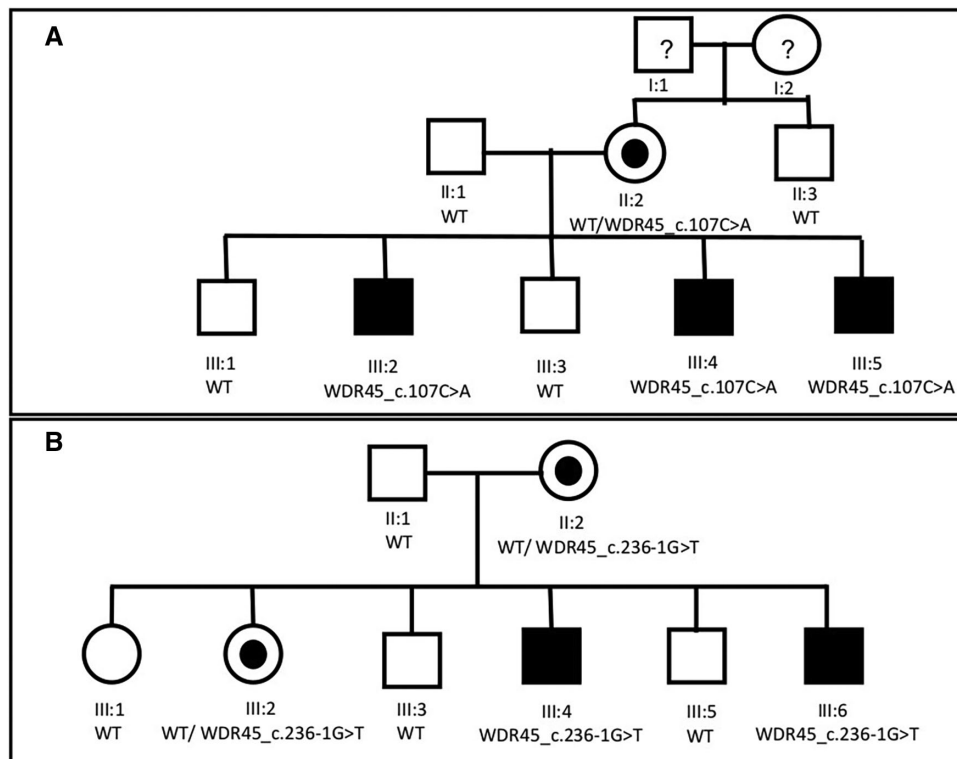 A
?
?
I:1
I:2
II:1
WT
II:2
WT/WDR45_c.107C>A
II:3
WT
III:1
WT
III:2
WDR45_c.107C>A
III:3
WT
III:4
WDR45_c.107C>A
III:5
WDR45_c.107C>A
B
II:1
WT
II:2
WT/ WDR45_c.236-1G>T
III:1
WT
III:2
WT/ WDR45_c.236-1G>T
III:3
WT
III:4
WDR45_c.236-1G>T
III:5
WT
III:6
WDR45_c.236-1G>T